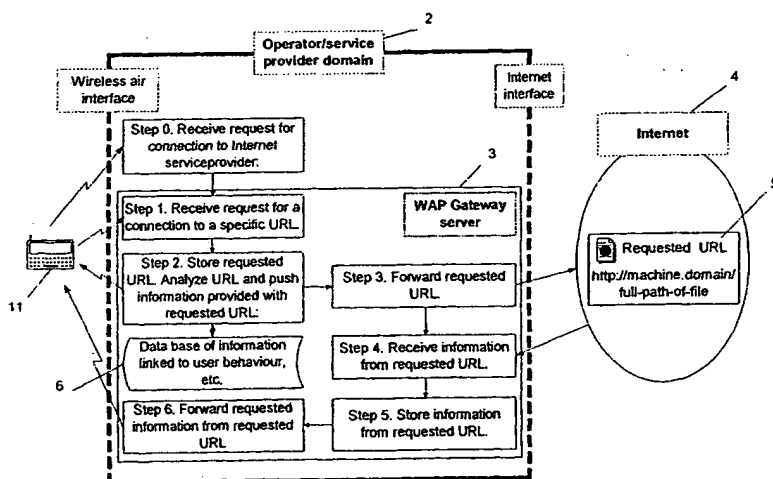 2
Operator/service
provider domain
Wireless air
interface
Internet
interface
4
Internet
Step 0. Receive request for
connection to Internet
serviceprovider.
3
WAP Gateway
server
Step 1. Receive request for a
connection to a specific URL.
5
Requested URL
http://machine.domain/
full-path-of-file
Step 2. Store requested
URL. Analyze URL and push
information provided with
requested URL.
Step 3. Forward requested
URL.
11
Data base of information
linked to user behaviour,
etc.
6
Step 4. Receive information
from requested URL.
Step 6. Forward requested
information from requested
URL
Step 5. Store information
from requested URL.